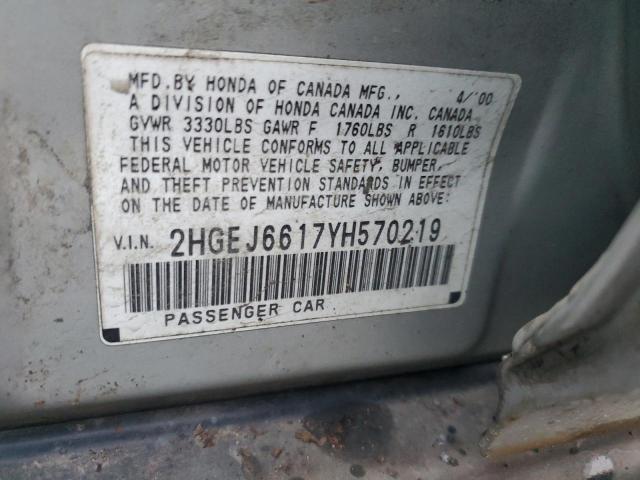 MFD. BY HONDA OF CANADA MFG., 4/'00
A DIVISION OF HONDA CANADA INC. CANADA
GVWR 3330LBS GAWR F 1760LBS R 1610LBS
THIS VEHICLE CONFORMS TO ALL APPLICABLE
FEDERAL MOTOR VEHICLE SAFETY, BUMPER,
AND THEFT PREVENTION STANDARDS IN EFFECT
ON THE DATE OF MANUFACTURE SHOWN ABOVE:
V.I.N. 2HGEJ6617YH570219
PASSENGER CAR